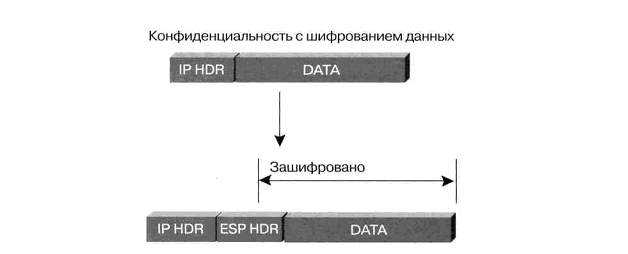 Конфиденциальность с шифрованием данных
IP HDR DATA
Зашифровано
IP HDR ESP HDR DATA